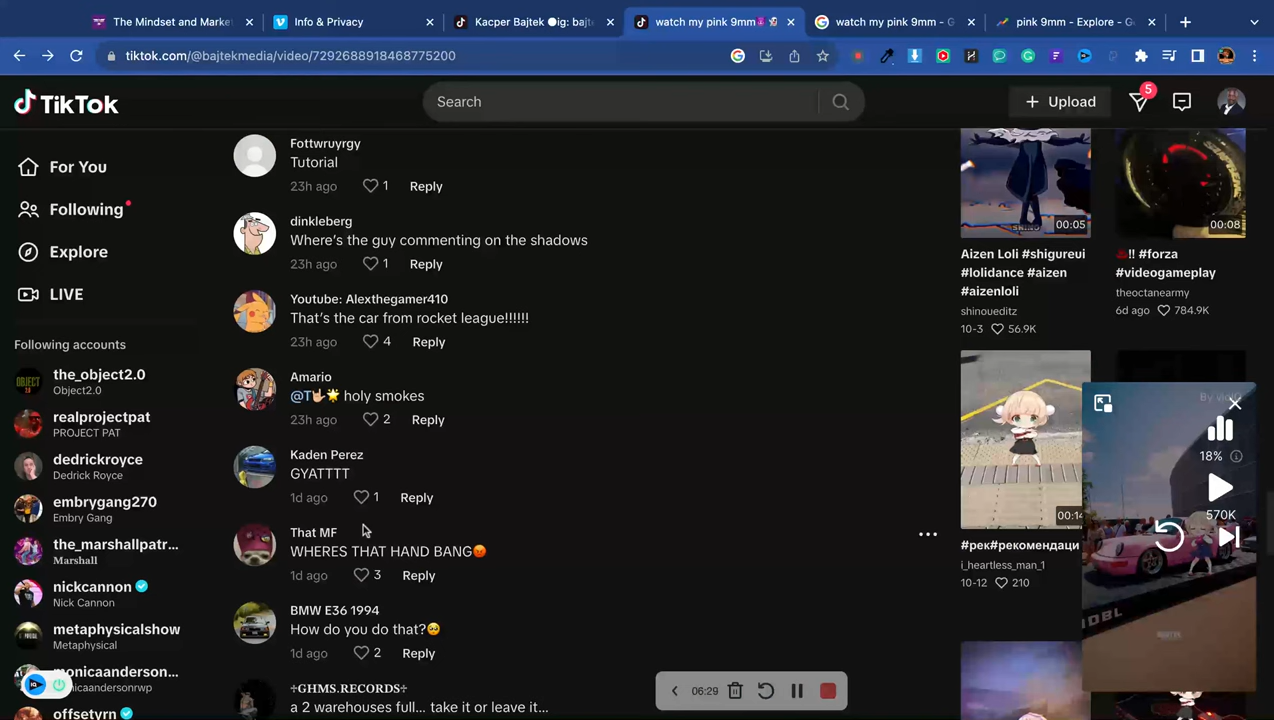 The Mindset and Marke
Info & Privacy
Kacper Bajtek ig: bajt
watch my pink 9mm
watch my pink 9mm - G
pink 9mm - Explore - G
tiktok.com/@bajtekmedia/video/7292688918468775200
TikTok
Search
+ Upload
5
For You
Following
Explore
LIVE
Following accounts
OBJECT
the_object2.0
Object2.0
realprojectpat
PROJECT PAT
dedrickroyce
Dedrick Royce
embrygang270
Embry Gang
the_marshallpatr...
Marshall
nickcannon
Nick Cannon
metaphysicalshow
Metaphysical
monicaanderson...
monicaandersonrwp
offsetyrn
Fottwruyrgy
Tutorial
23h ago 1 Reply
dinkleberg
Where's the guy commenting on the shadows
23h ago 1 Reply
Youtube: Alexthegamer410
That's the car from rocket league!!!!!!
23h ago 4 Reply
Amario
@T🤟🏻🌟 holy smokes
23h ago 2 Reply
Kaden Perez
GYATTTT
1d ago 1 Reply
That MF
WHERES THAT HAND BANG😡
1d ago 3 Reply
BMW E36 1994
How do you do that?🥺
1d ago 2 Reply
♱𝐆𝐇𝐌𝐒.𝐑𝐄𝐂𝐎𝐑𝐃𝐒♱
a 2 warehouses full... take it or leave it...
00:05
Aizen Loli #shigureui
#lolidance #aizen
#aizenloli
shinoueditz
10-3 56.9K
00:08
‼️ #forza
#videogameplay
theoctanearmy
6d ago 784.9K
00:14
#рек#рекомендаци
i_heartless_man_1
10-12 210
18%
570K
06:29